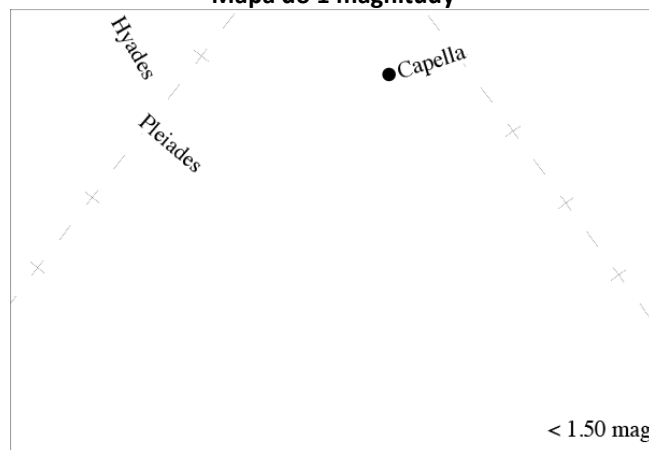 Mapa do 1 magnitudy
Hyades
Capella
Pleiades
< 1.50 mag